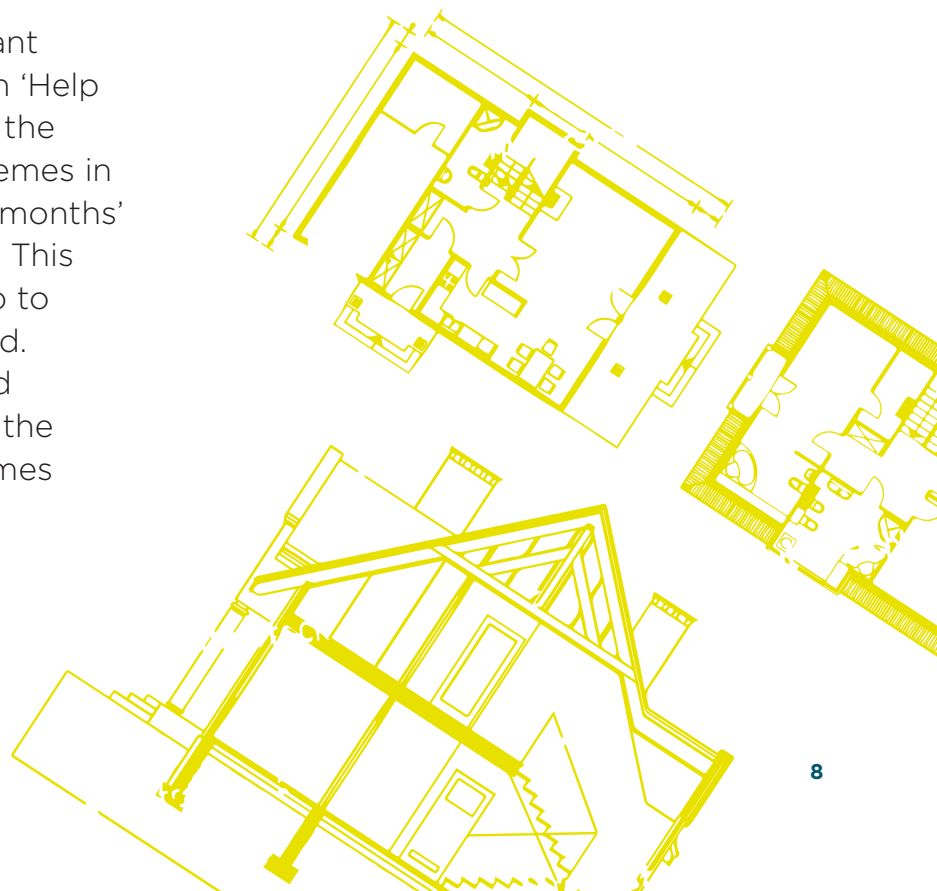 ant
n ‘Help
the
emes in
months’
This
o to
d.
d
the
mes
8